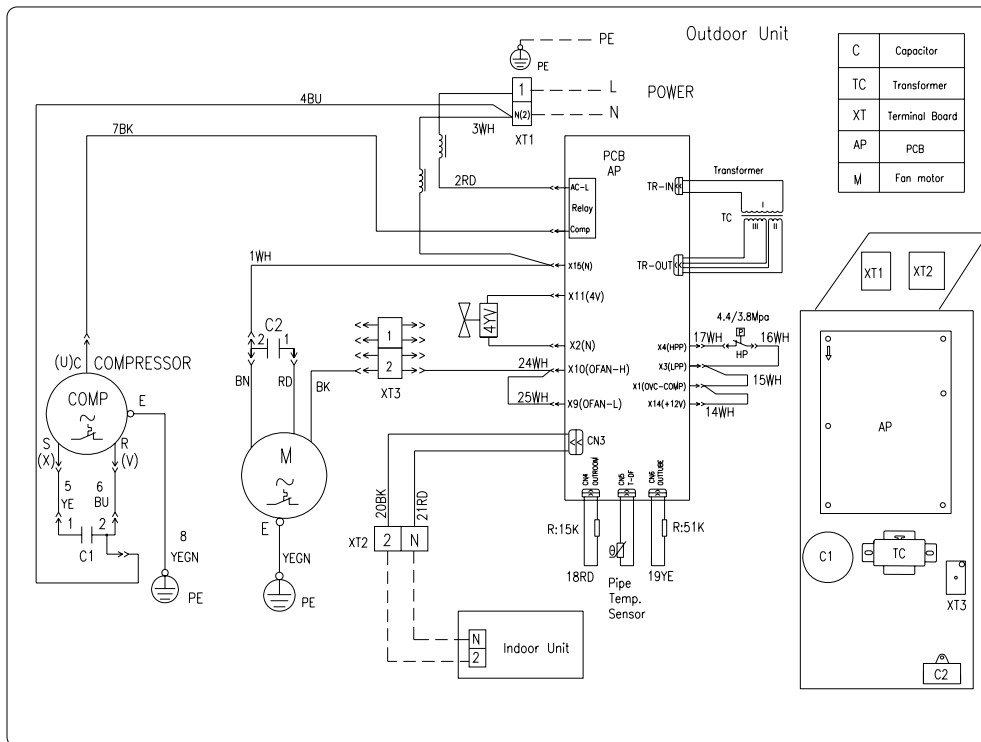 Outdoor Unit
PE
PE
L
N
POWER
1
N(2)
XT1
4BU
3WH
7BK
2RD
C Capacitor
TC Transformer
XT Terminal Board
AP PCB
M Fan motor
PCB
AP
AC-L
Relay
Comp
X15(N)
X11(4V)
X2(N)
X10(OFAN-H)
X9(OFAN-L)
CN3
TR-IN
TR-OUT
Transformer
TC
I
III
II
4.4/3.8Mpa
P
HP
17WH
16WH
15WH
14WH
X4(HPP)
X3(LPP)
X1(OVC-COMP)
X14(+12V)
1WH
4YV
C2
2
1
BN
RD
BK
1
2
XT3
24WH
25WH
(U)C COMPRESSOR
COMP
E
S
(X)
R
(V)
5
YE
6
BU
1
2
C1
8
YEGN
PE
M
E
YEGN
PE
20BK
21RD
XT2
2
N
N
2
Indoor Unit
CN4
OUTROOM
CN5
T-DF
CN6
OUTTUBE
R:15K
R:51K
18RD
θ
19YE
Pipe
Temp.
Sensor
XT1
XT2
AP
C1
TC
XT3
C2